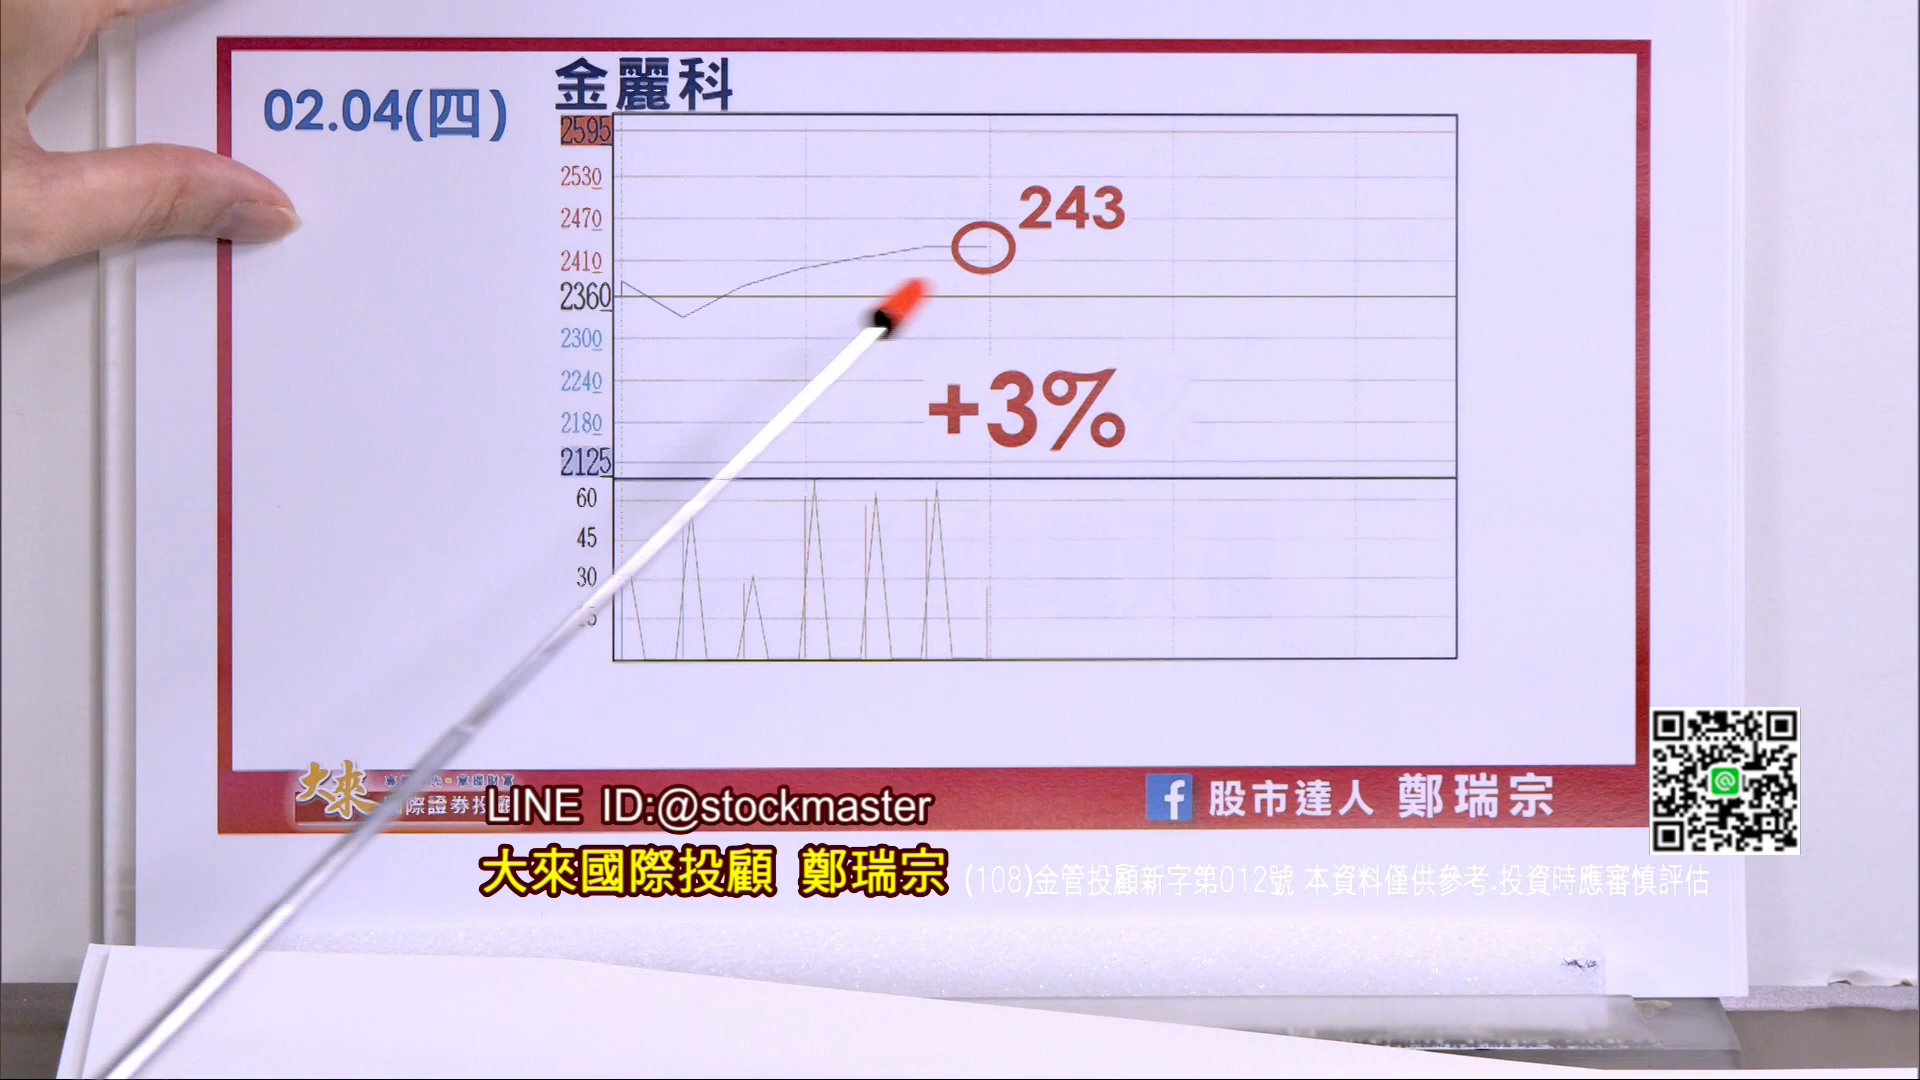 02.04(四)
金麗科
2595
2530
2470
2410
2360
2300
2240
2180
2125
60
45
30
243
+3%
大來
股市達人 鄭瑞宗
LINE ID:@stockmaster
大來國際投顧 鄭瑞宗
(108)金管投顧新字第012號 本資料僅供參考.投資時應審慎評估